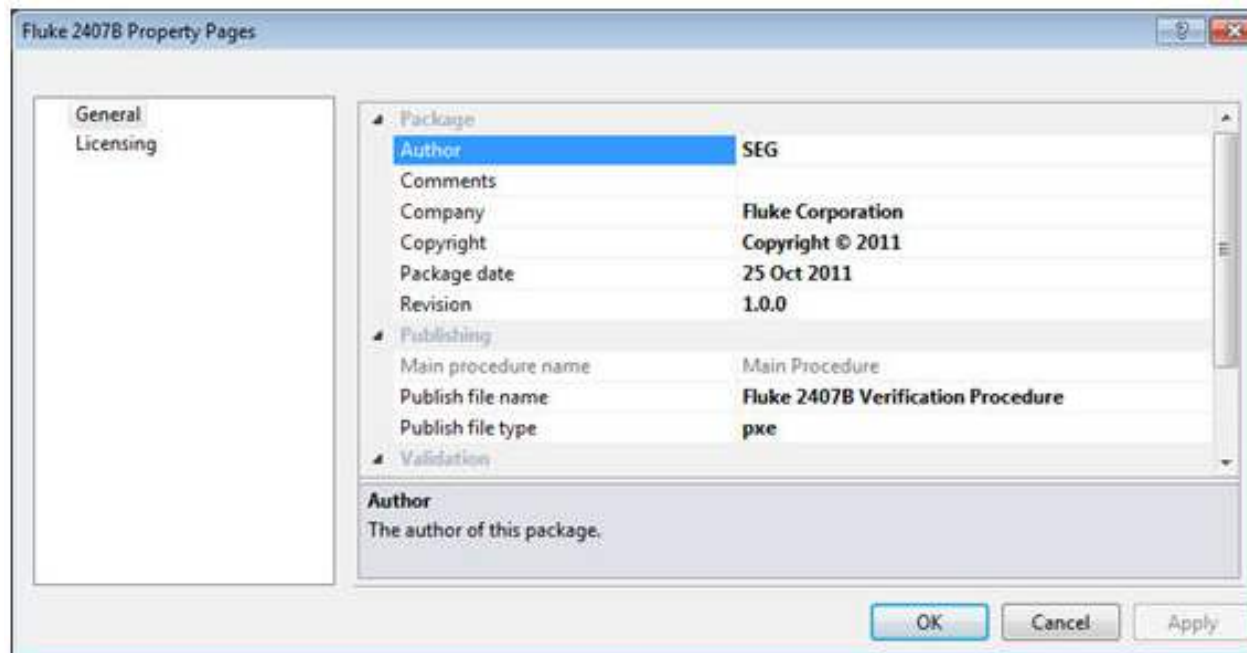 Fluke 2407B Property Pages
General
Licensing
Package
Author SEG
Comments
Company Fluke Corporation
Copyright Copyright © 2011
Package date 25 Oct 2011
Revision 1.0.0
Publishing
Main procedure name Main Procedure
Publish file name Fluke 2407B Verification Procedure
Publish file type pxe
Validation
Author
The author of this package.
OK Cancel Apply